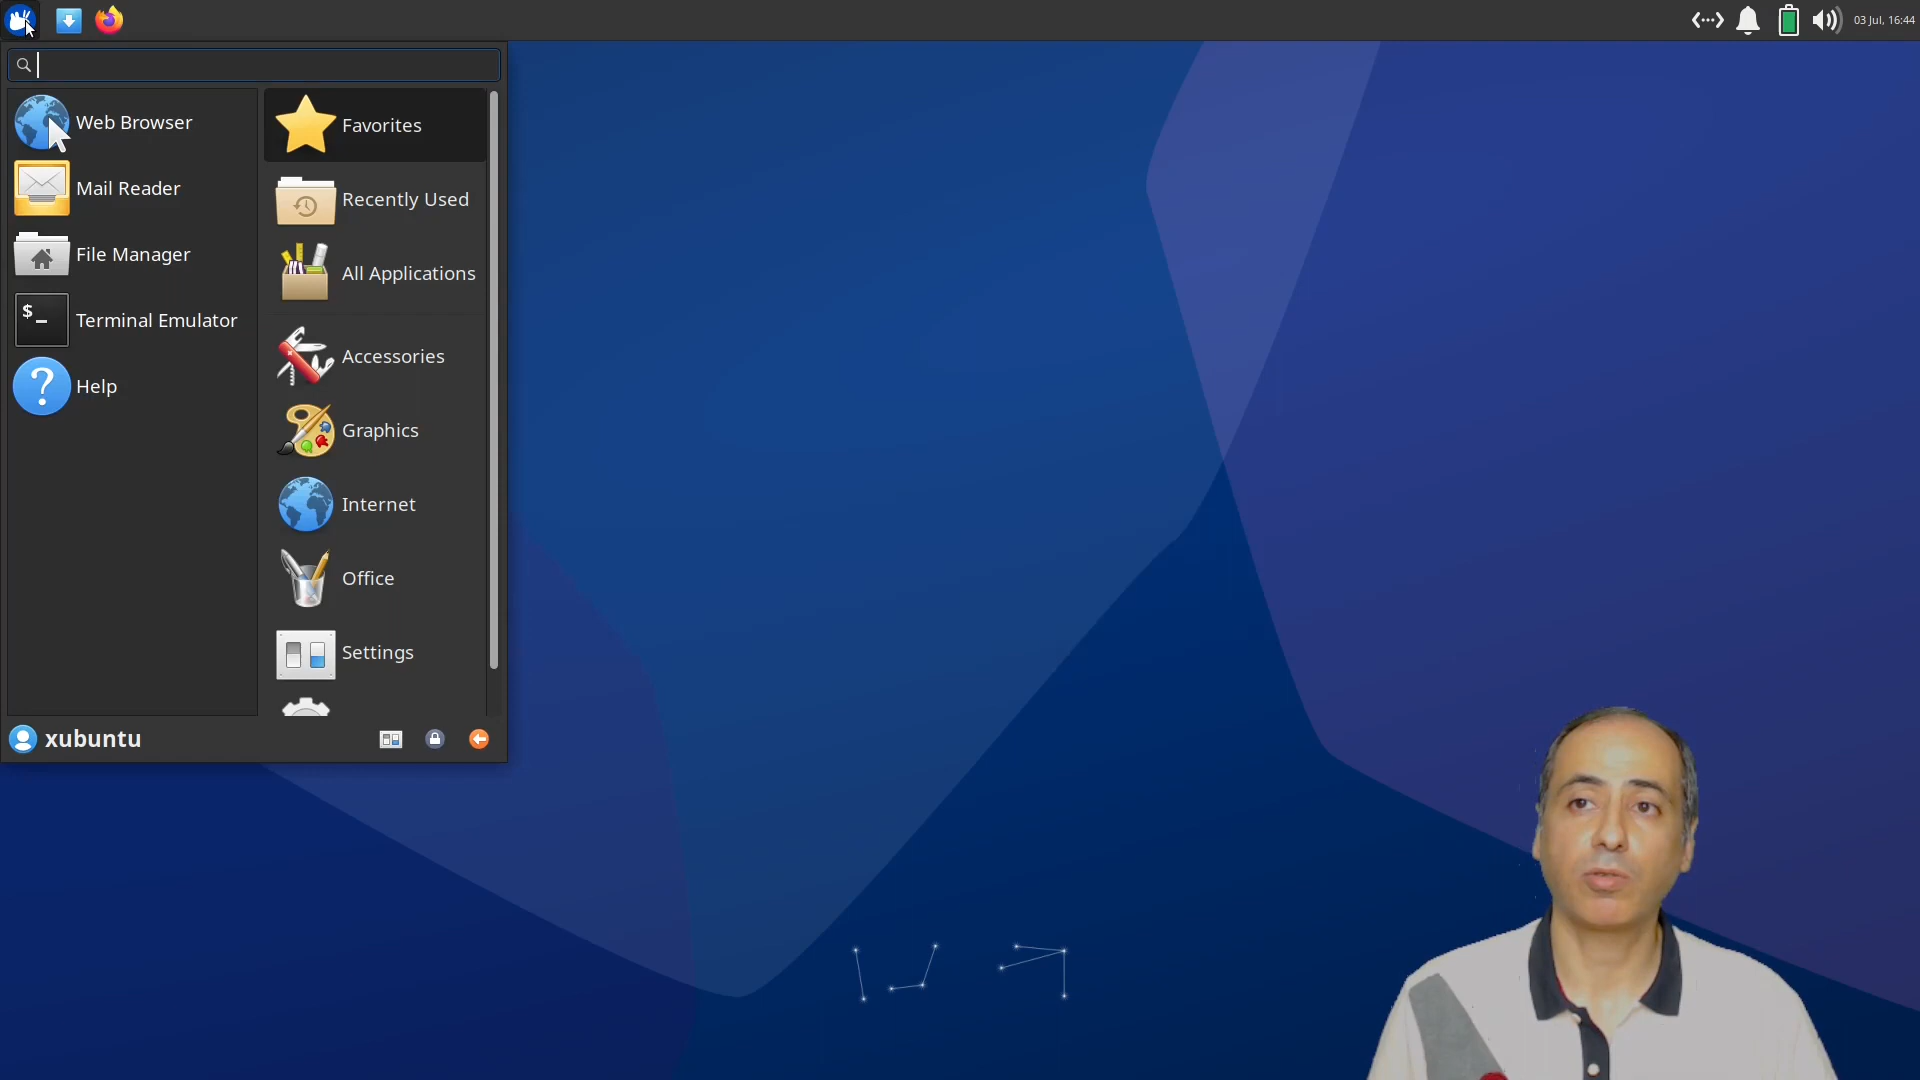 03 Jul, 16:44
Web Browser
Mail Reader
File Manager
$_ Terminal Emulator
? Help
Favorites
Recently Used
All Applications
Accessories
Graphics
Internet
Office
Settings
xubuntu